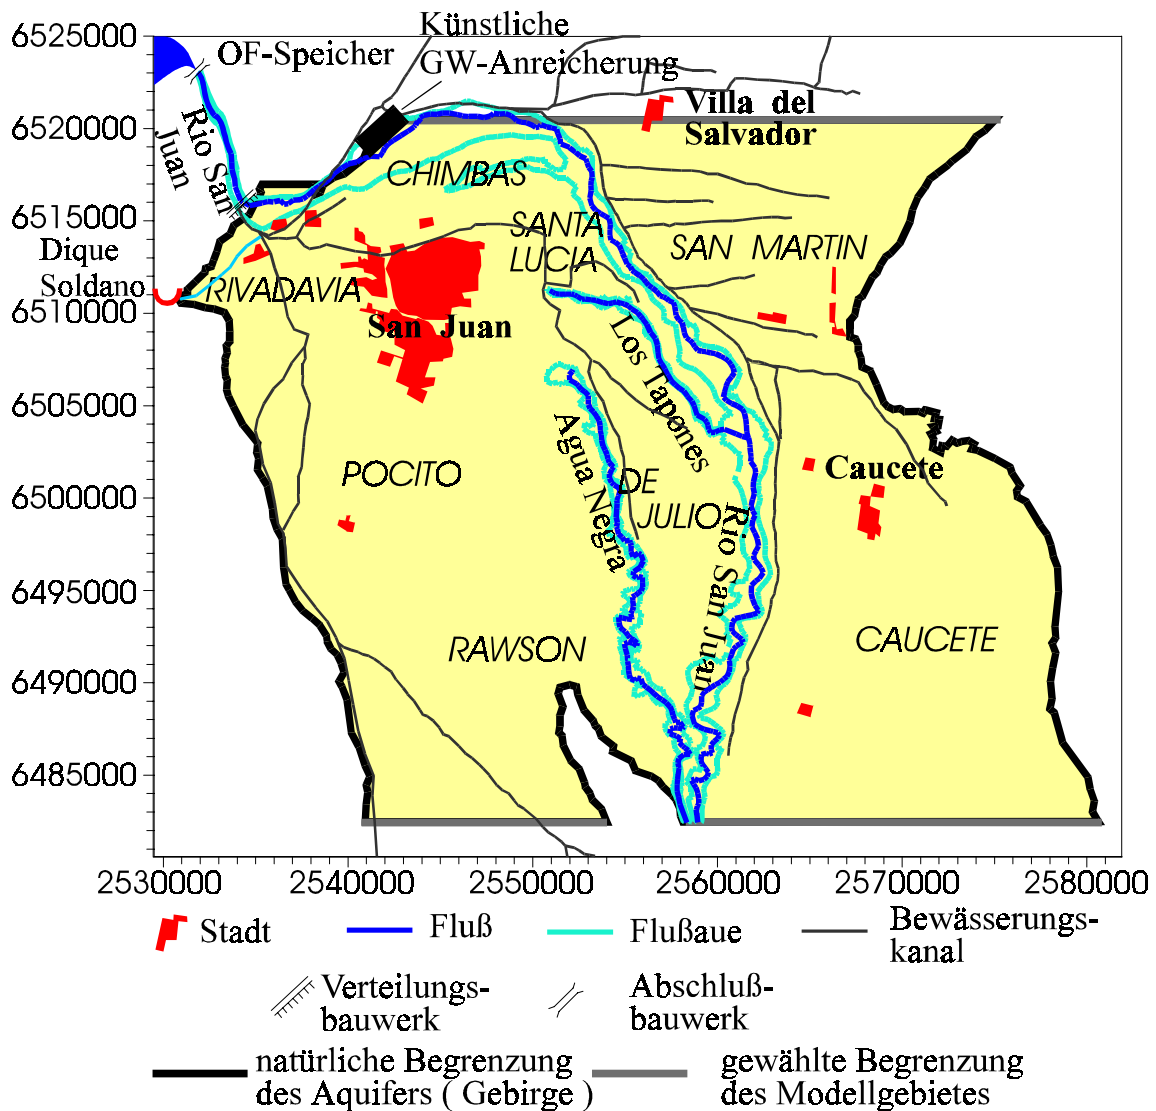 Künstliche
6525000
OF-Speicher
GW-Anreicherung
Villa del
Salvador
6520000
Rio San
Juan
CHIMBAS
6515000
SANTA
LUCIA
SAN MARTIN
Dique
Soldano
RIVADAVIA
6510000
San Juan
Los Tapones
6505000
Agua Negra
POCITO
Caucete
6500000
DE
JULIO
Rio San Juan
6495000
RAWSON
CAUCETE
6490000
6485000
2530000
2540000
2550000
2560000
2570000
2580000
Stadt
Fluß
Flußaue
Bewässerungs-
kanal
Verteilungs-
bauwerk
Abschluß-
bauwerk
natürliche Begrenzung
des Aquifers ( Gebirge )
gewählte Begrenzung
des Modellgebietes